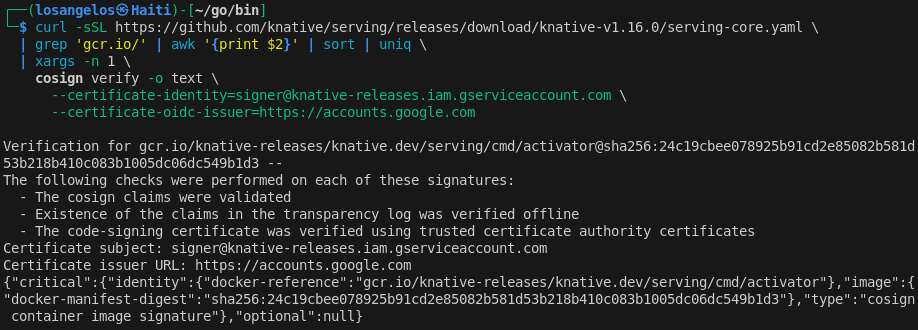 ┌──(losangelos㉿Haiti)-[~/go/bin]
└─$ curl -sSL https://github.com/knative/serving/releases/download/knative-v1.16.0/serving-core.yaml \
  | grep 'gcr.io/' | awk '{print $2}' | sort | uniq \
  | xargs -n 1 \
    cosign verify -o text \
      --certificate-identity=signer@knative-releases.iam.gserviceaccount.com \
      --certificate-oidc-issuer=https://accounts.google.com

Verification for gcr.io/knative-releases/knative.dev/serving/cmd/activator@sha256:24c19cbee078925b91cd2e85082b581d
53b218b410c083b1005dc06dc549b1d3 --
The following checks were performed on each of these signatures:
  - The cosign claims were validated
  - Existence of the claims in the transparency log was verified offline
  - The code-signing certificate was verified using trusted certificate authority certificates
Certificate subject: signer@knative-releases.iam.gserviceaccount.com
Certificate issuer URL: https://accounts.google.com
{"critical":{"identity":{"docker-reference":"gcr.io/knative-releases/knative.dev/serving/cmd/activator"},"image":{
"docker-manifest-digest":"sha256:24c19cbee078925b91cd2e85082b581d53b218b410c083b1005dc06dc549b1d3"},"type":"cosign
 container image signature"},"optional":null}